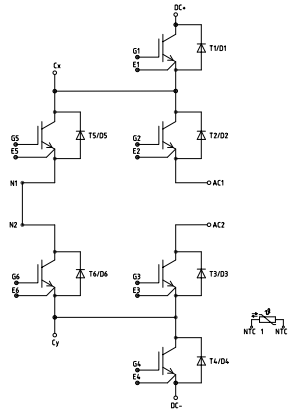 DC+
G1
E1
T1/D1
Cx
G5
E5
T5/D5
G2
E2
T2/D2
N1
AC1
N2
AC2
G6
E6
T6/D6
G3
E3
T3/D3
Cy
G4
E4
T4/D4
DC-
ϑ
NTC 1 NTC